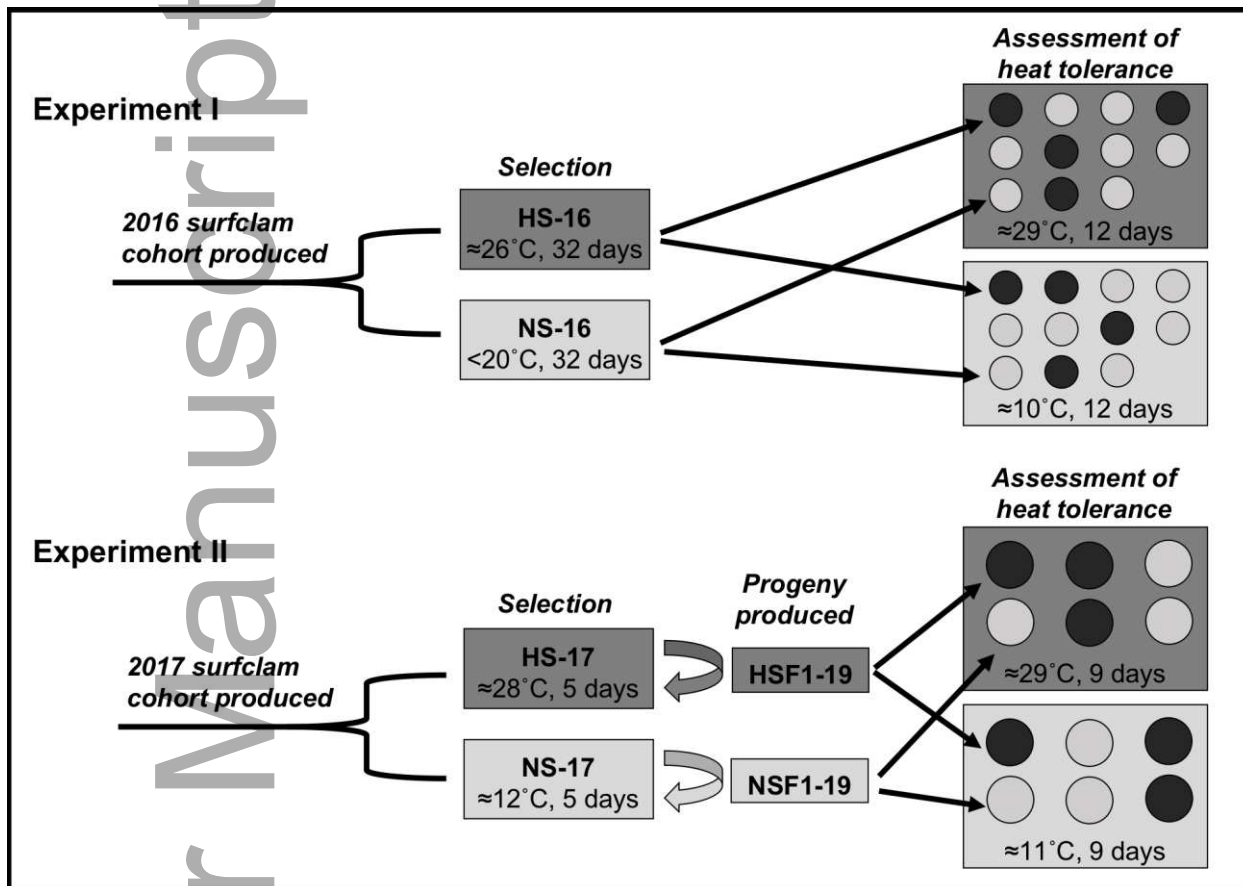 Assessment of
heat tolerance
Experiment I
Selection
2016 surfclam
cohort produced
HS-16
≈26˚C, 32 days
NS-16
<20˚C, 32 days
≈29˚C, 12 days
≈10˚C, 12 days
Assessment of
heat tolerance
Experiment II
Selection
Progeny
produced
2017 surfclam
cohort produced
HS-17
≈28˚C, 5 days
HSF1-19
NS-17
≈12˚C, 5 days
NSF1-19
≈29˚C, 9 days
≈11˚C, 9 days
r Manuscript